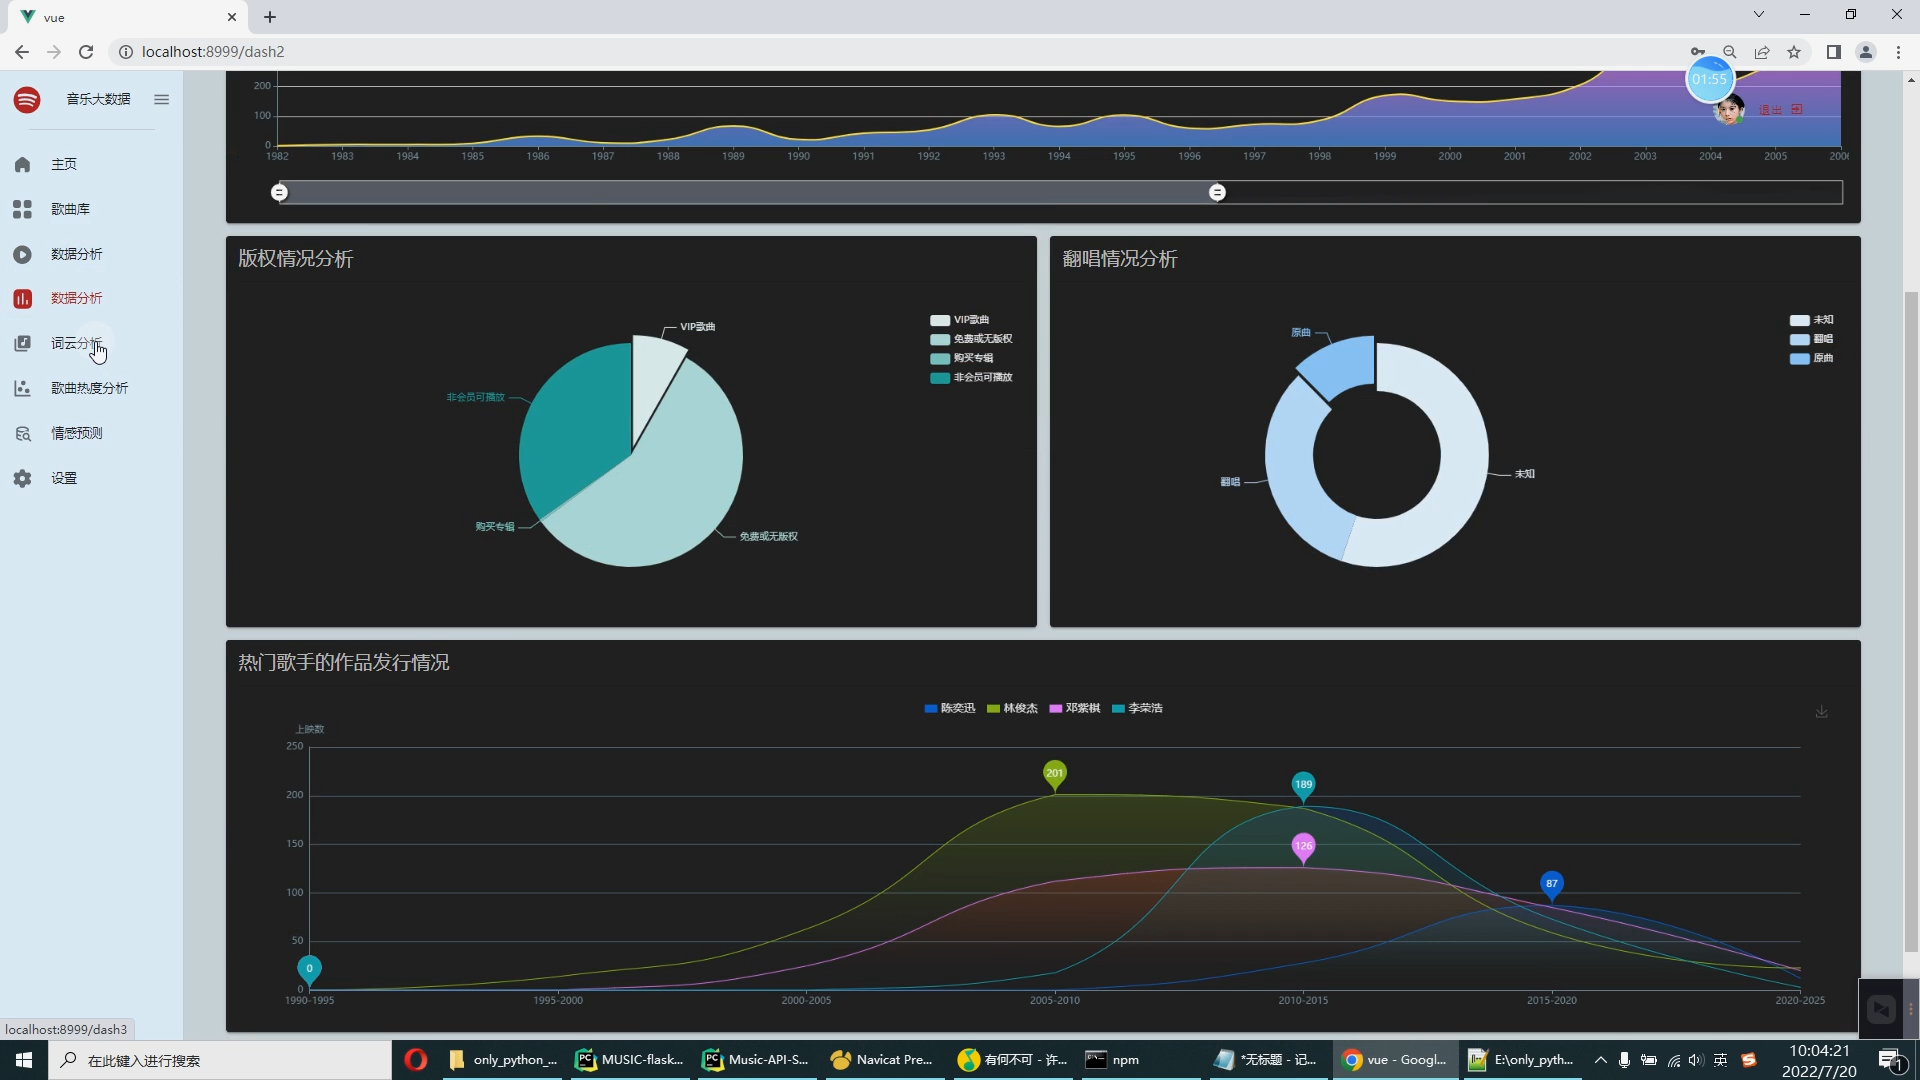 vue
localhost:8999/dash2
01:55
音乐大数据
退出
主页
歌曲库
数据分析
数据分析
词云分析
歌曲热度分析
情感预测
设置
200
100
0
1982 1983 1984 1985 1986 1987 1988 1989 1990 1991 1992 1993 1994 1995 1996 1997 1998 1999 2000 2001 2002 2003 2004 2005
版权情况分析
VIP歌曲
免费或无版权
购买专辑
非会员可播放
VIP歌曲
非会员可播放
购买专辑
免费或无版权
翻唱情况分析
未知
翻唱
原曲
原曲
翻唱
未知
热门歌手的作品发行情况
陈奕迅 林俊杰 邓紫棋 李荣浩
上映数
250
200
150
100
50
0
201
189
126
87
0
1990-1995 1995-2000 2000-2005 2005-2010 2010-2015 2015-2020 2020-2025
localhost:8999/dash3
在此键入进行搜索
only_python_...
MUSIC-flask...
Music-API-S...
Navicat Pre...
有何不可 - 许...
npm
*无标题 - 记...
vue - Googl...
E:\only_pyth...
英
10:04:21
2022/7/20
1